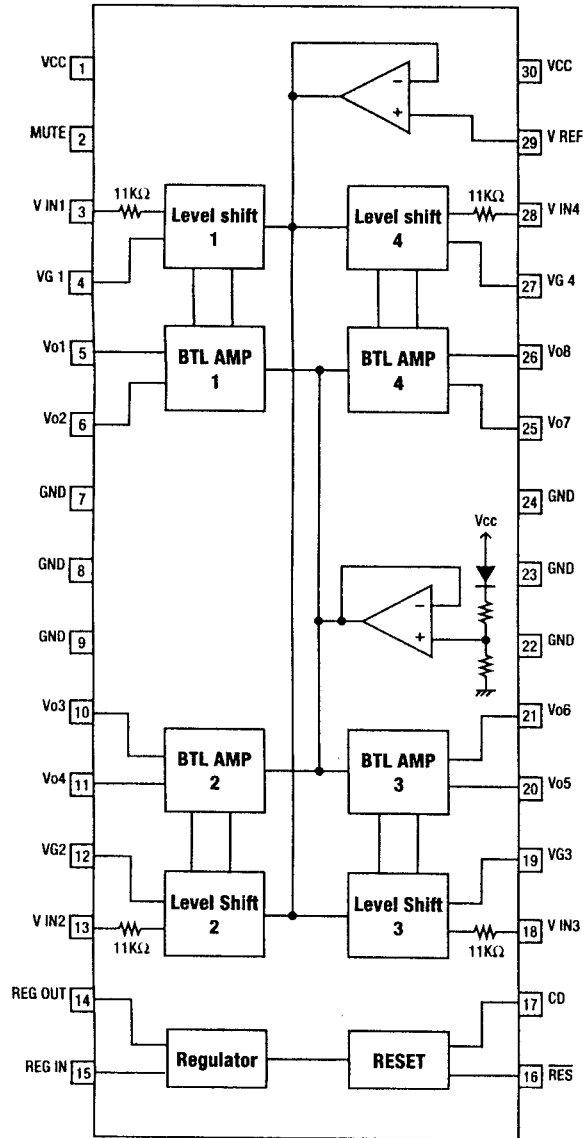 VCC 1
30 VCC
MUTE 2
29 V REF
V IN1 3
11KΩ
Level shift 1
Level shift 4
11KΩ
28 V IN4
VG 1 4
27 VG 4
Vo1 5
BTL AMP 1
BTL AMP 4
26 Vo8
Vo2 6
25 Vo7
GND 7
24 GND
Vcc
GND 8
23 GND
GND 9
22 GND
- +
- +
Vo3 10
21 Vo6
BTL AMP 2
BTL AMP 3
Vo4 11
20 Vo5
VG2 12
19 VG3
Level Shift 2
Level Shift 3
V IN2 13
11KΩ
11KΩ
18 V IN3
REG OUT 14
17 CD
Regulator
RESET
REG IN 15
16 RES